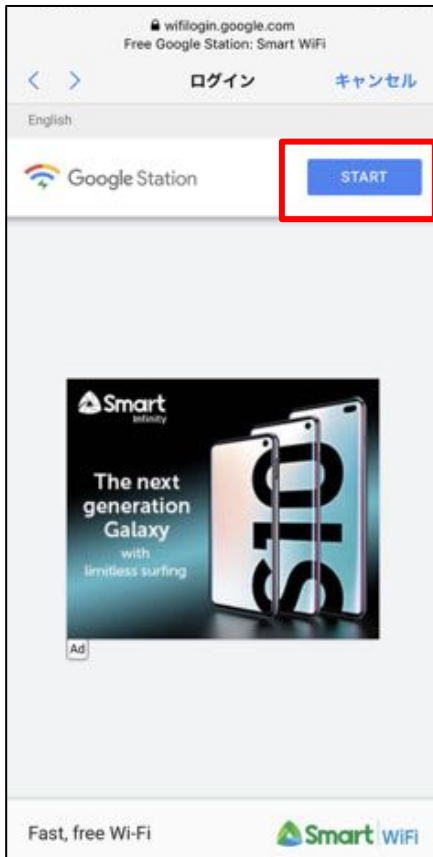 wifilogin.google.com
Free Google Station: Smart WiFi
ログイン キャンセル
English
Google Station START
Smart
Infinity
The next
generation
Galaxy
with
limitless surfing
S10
Ad
Fast, free Wi-Fi Smart WiFi